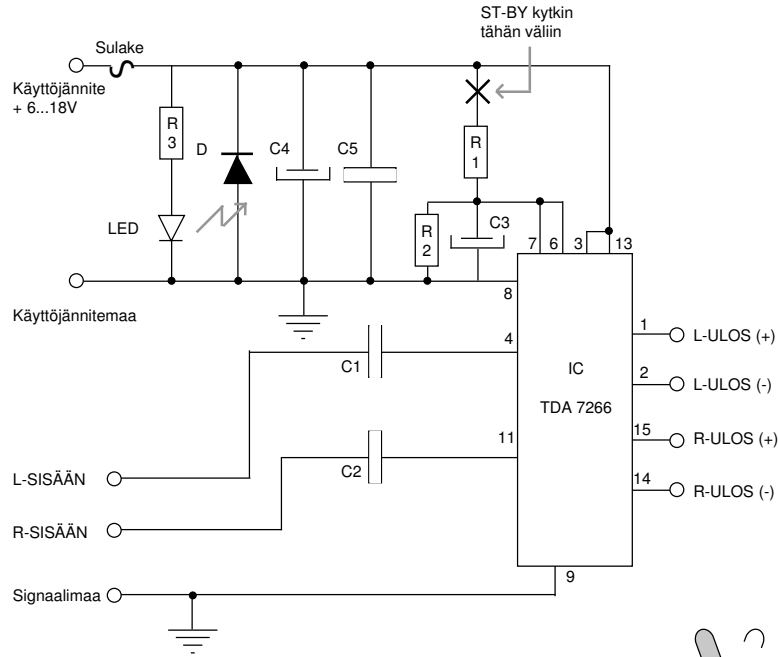 ST-BY kytkin
tähän väliin
Sulake
Käyttöjännite
+ 6...18V
R
3
D
C4
C5
R
1
LED
R
2
C3
7
6
3
13
8
Käyttöjännitemaa
4
C1
IC
TDA 7266
1
L-ULOS (+)
2
L-ULOS (-)
11
15
R-ULOS (+)
C2
14
R-ULOS (-)
L-SISÄÄN
R-SISÄÄN
9
Signaalimaa